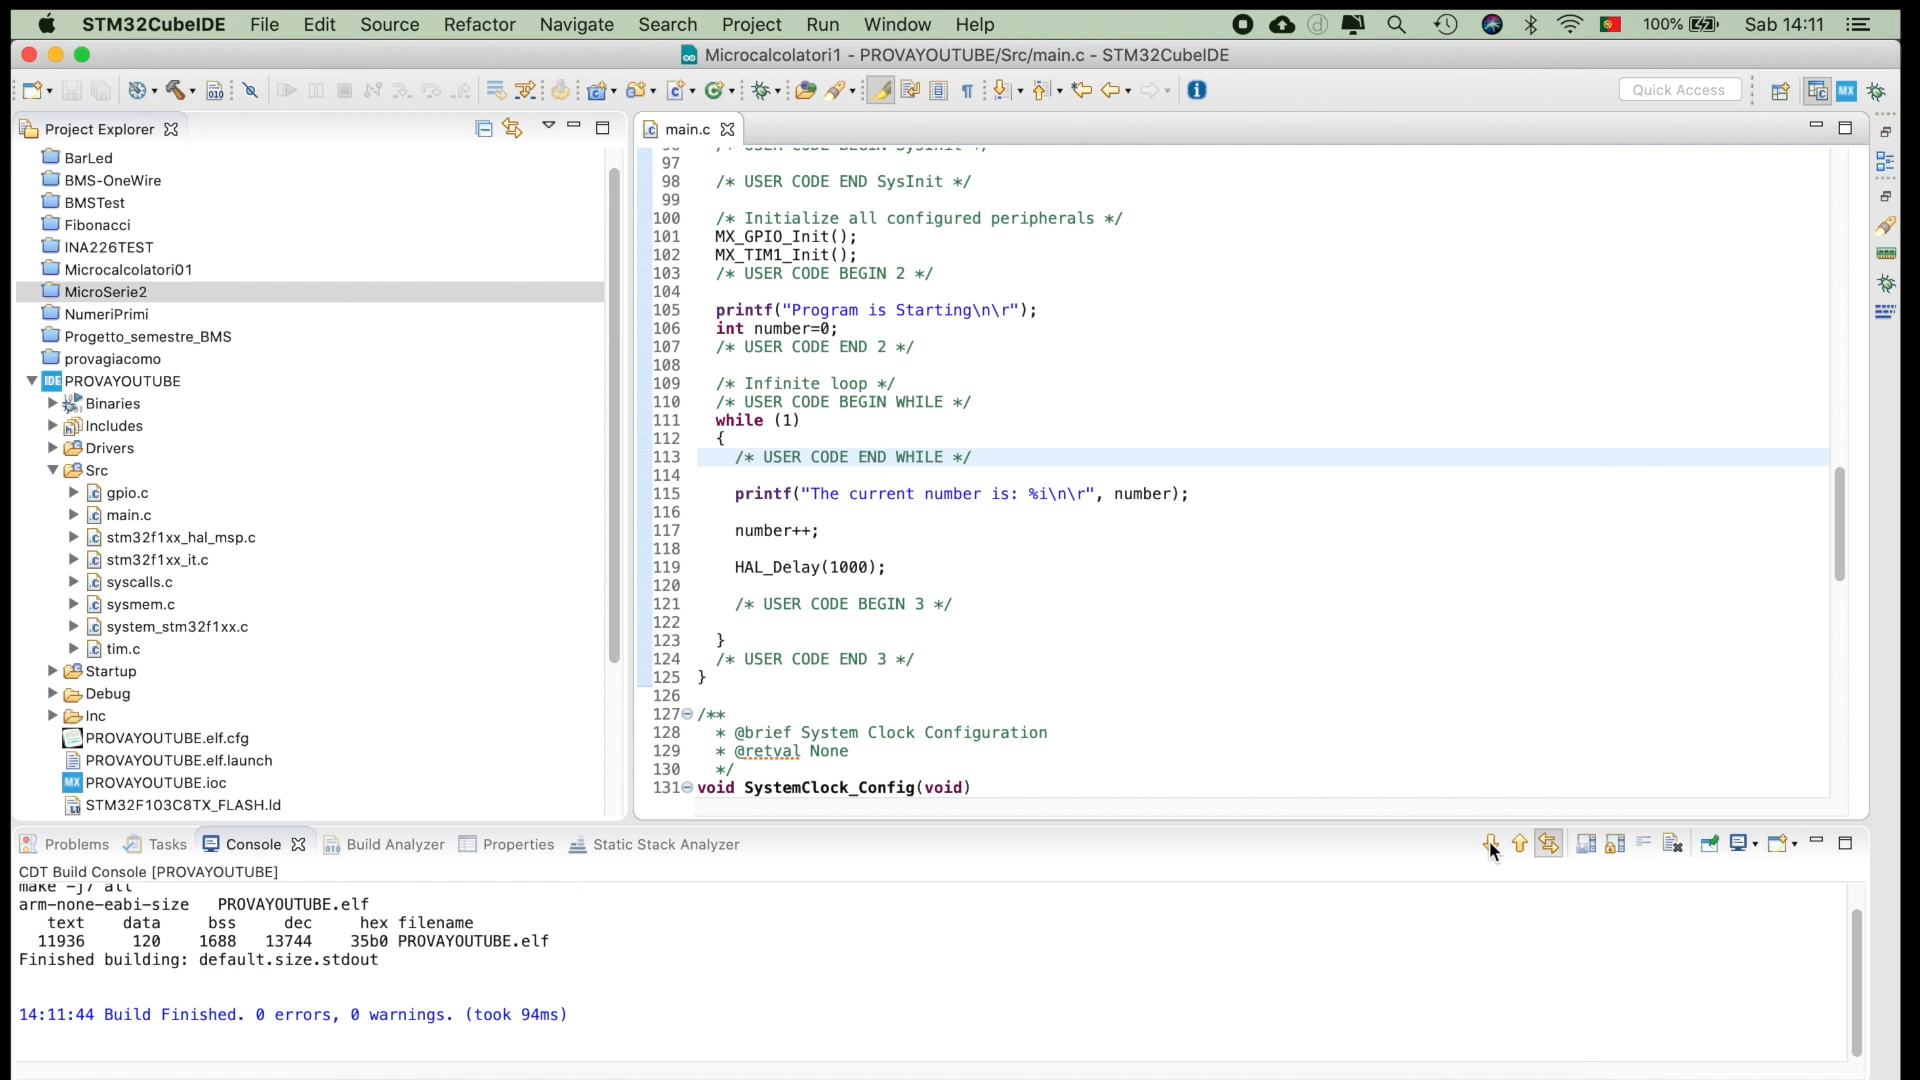 STM32CubeIDE File Edit Source Refactor Navigate Search Project Run Window Help 100% Sab 14:11
Microcalcolatori1 - PROVAYOUTUBE/Src/main.c - STM32CubeIDE
Quick Access
Project Explorer
BarLed
BMS-OneWire
BMSTest
Fibonacci
INA226TEST
Microcalcolatori01
MicroSerie2
NumeriPrimi
Progetto_semestre_BMS
provagiacomo
PROVAYOUTUBE
Binaries
Includes
Drivers
Src
gpio.c
main.c
stm32f1xx_hal_msp.c
stm32f1xx_it.c
syscalls.c
sysmem.c
system_stm32f1xx.c
tim.c
Startup
Debug
Inc
PROVAYOUTUBE.elf.cfg
PROVAYOUTUBE.elf.launch
PROVAYOUTUBE.ioc
STM32F103C8TX_FLASH.ld
main.c
97
98 /* USER CODE END SysInit */
99
100 /* Initialize all configured peripherals */
101 MX_GPIO_Init();
102 MX_TIM1_Init();
103 /* USER CODE BEGIN 2 */
104
105 printf("Program is Starting\n\r");
106 int number=0;
107 /* USER CODE END 2 */
108
109 /* Infinite loop */
110 /* USER CODE BEGIN WHILE */
111 while (1)
112 {
113 /* USER CODE END WHILE */
114
115 printf("The current number is: %i\n\r", number);
116
117 number++;
118
119 HAL_Delay(1000);
120
121 /* USER CODE BEGIN 3 */
122
123 }
124 /* USER CODE END 3 */
125 }
126
127 /**
128 * @brief System Clock Configuration
129 * @retval None
130 */
131 void SystemClock_Config(void)
Problems Tasks Console Build Analyzer Properties Static Stack Analyzer
CDT Build Console [PROVAYOUTUBE]
make -j7 all
arm-none-eabi-size PROVAYOUTUBE.elf
text data bss dec hex filename
11936 120 1688 13744 35b0 PROVAYOUTUBE.elf
Finished building: default.size.stdout
14:11:44 Build Finished. 0 errors, 0 warnings. (took 94ms)